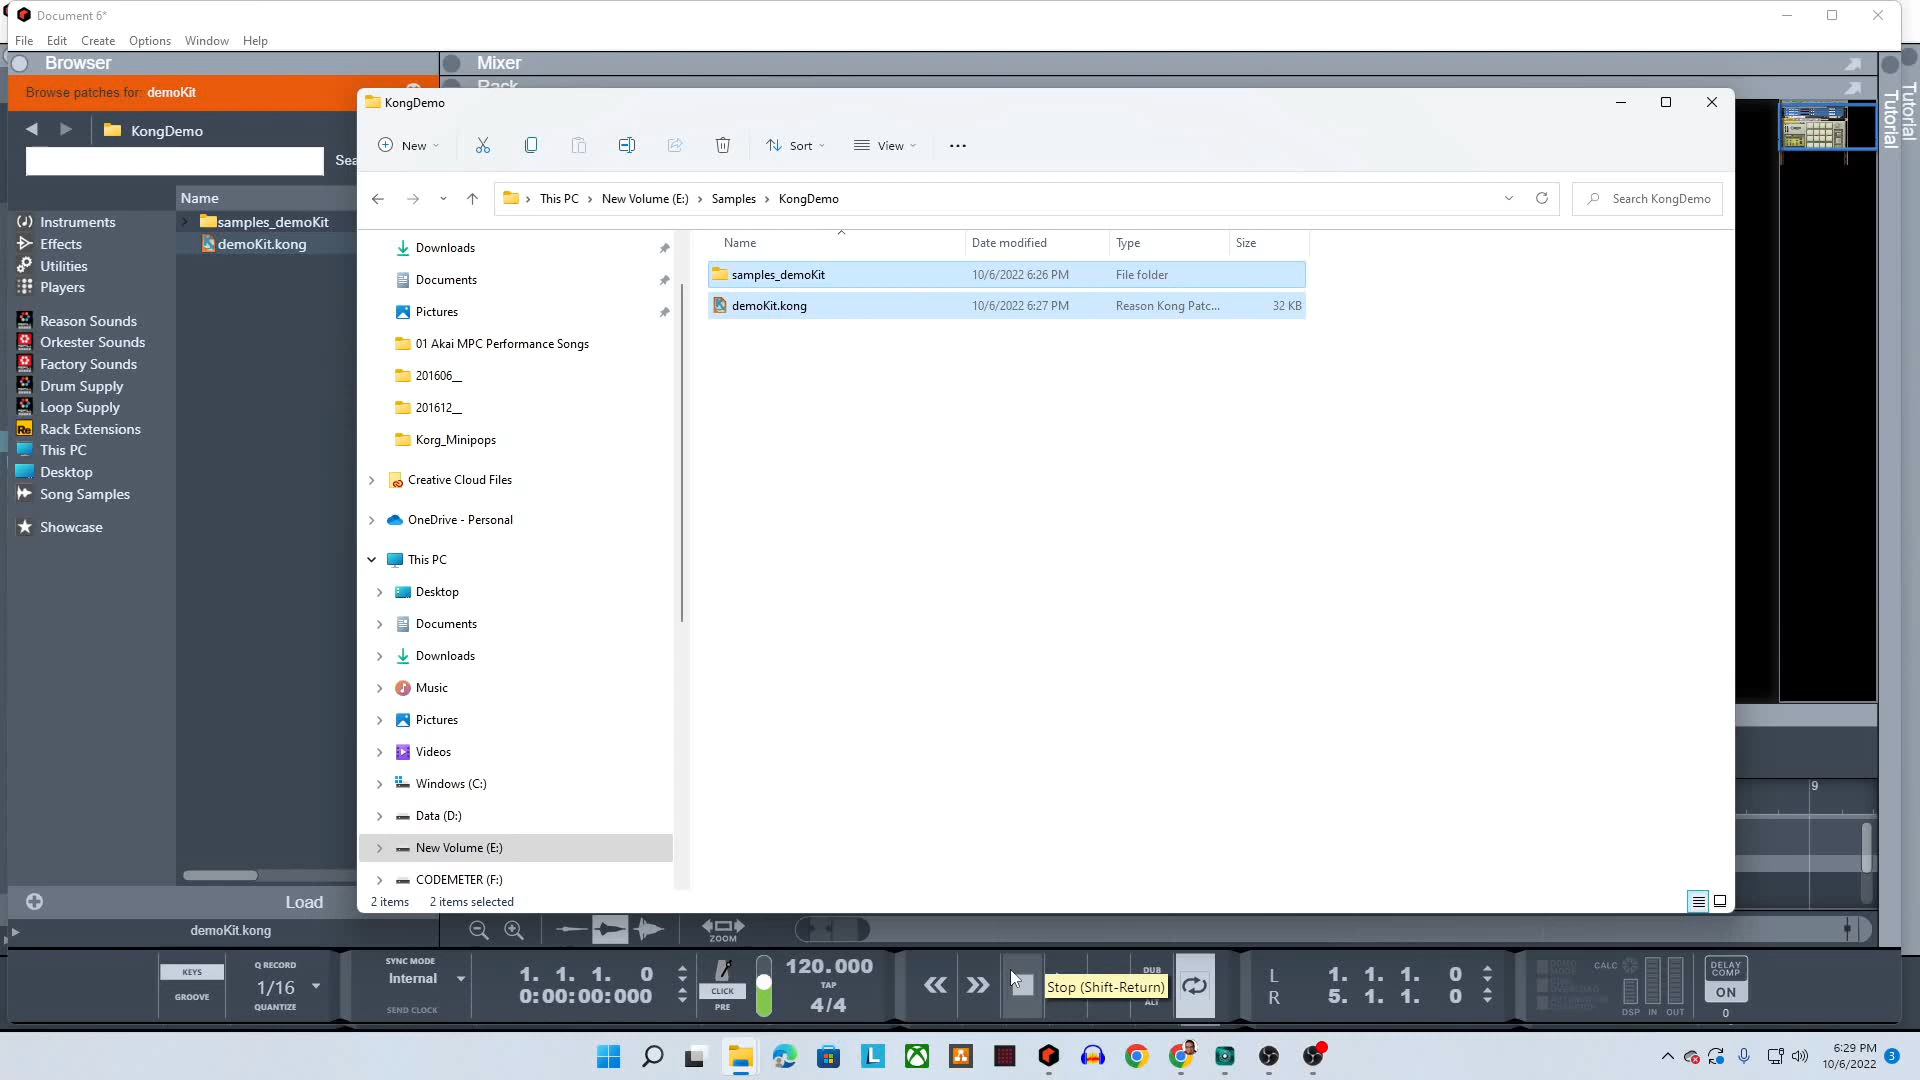 Document 6*
File Edit Create Options Window Help
Browser
Mixer
Browse patches for: demoKit
Rack
KongDemo
Sea
Name
samples_demoKit
demoKit.kong
Instruments
Effects
Utilities
Players
Reason Sounds
Orkester Sounds
Factory Sounds
Drum Supply
Loop Supply
Rack Extensions
This PC
Desktop
Song Samples
Showcase
Load
demoKit.kong
KongDemo
New
Sort
View
This PC > New Volume (E:) > Samples > KongDemo
Search KongDemo
Name Date modified Type Size
samples_demoKit 10/6/2022 6:26 PM File folder
demoKit.kong 10/6/2022 6:27 PM Reason Kong Patc... 32 KB
Downloads
Documents
Pictures
01 Akai MPC Performance Songs
201606__
201612__
Korg_Minipops
Creative Cloud Files
OneDrive - Personal
This PC
Desktop
Documents
Downloads
Music
Pictures
Videos
Windows (C:)
Data (D:)
New Volume (E:)
CODEMETER (F:)
2 items 2 items selected
Tutorial
Tutorial
9
ZOOM
KEYS
GROOVE
Q RECORD
1/16
QUANTIZE
SYNC MODE
Internal
SEND CLOCK
1. 1. 1. 0
0:00:00:000
CLICK
PRE
120.000
TAP
4/4
Stop (Shift-Return)
DUB
ALT
L 1. 1. 1. 0
R 5. 1. 1. 0
CALC
DSP IN OUT
DELAY
COMP
ON
0
6:29 PM
10/6/2022
3